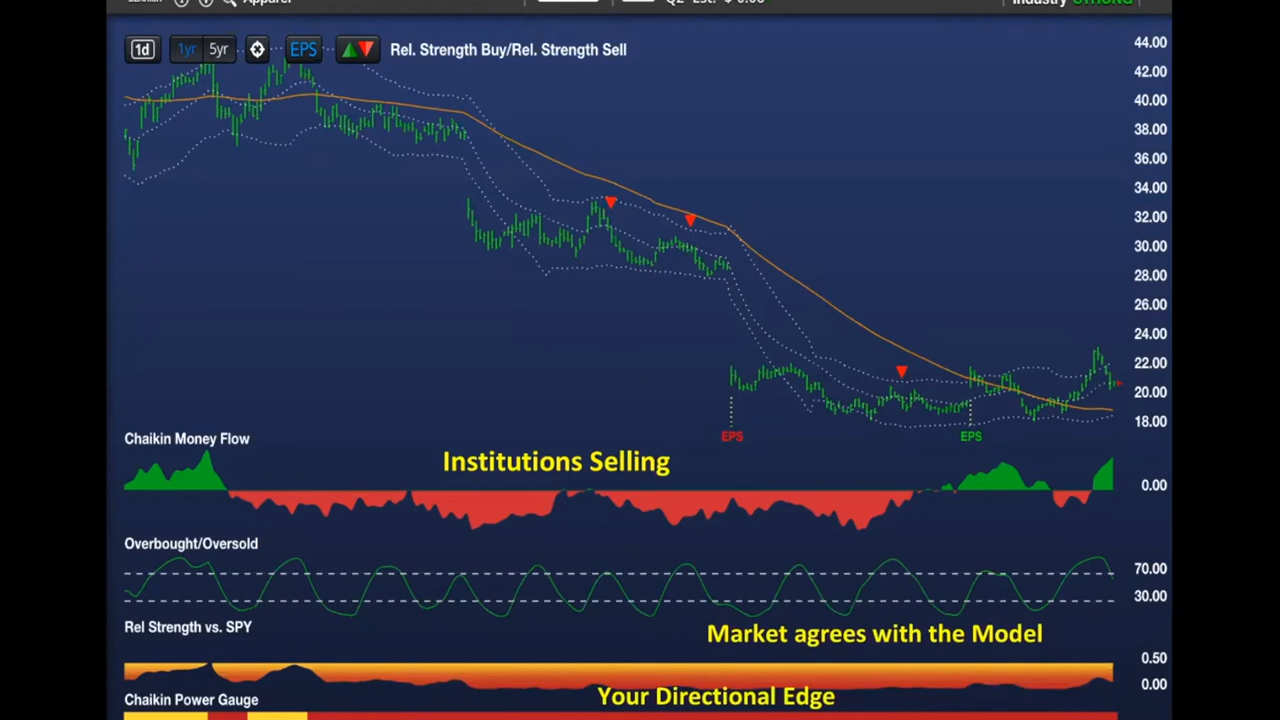 Apparel
Industry STRONG
1d 1yr 5yr EPS Rel. Strength Buy/Rel. Strength Sell
44.00
42.00
40.00
38.00
36.00
34.00
32.00
30.00
28.00
26.00
24.00
22.00
20.00
18.00
EPS EPS
Chaikin Money Flow
Institutions Selling
0.00
Overbought/Oversold
70.00
30.00
Rel Strength vs. SPY
Market agrees with the Model
0.50
0.00
Chaikin Power Gauge
Your Directional Edge